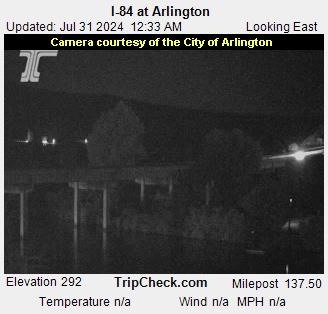 I-84 at Arlington
Updated: Jul 31 2024 12:33 AM Looking East
Camera courtesy of the City of Arlington
Elevation 292 TripCheck.com Milepost 137.50
Temperature n/a Wind n/a MPH n/a